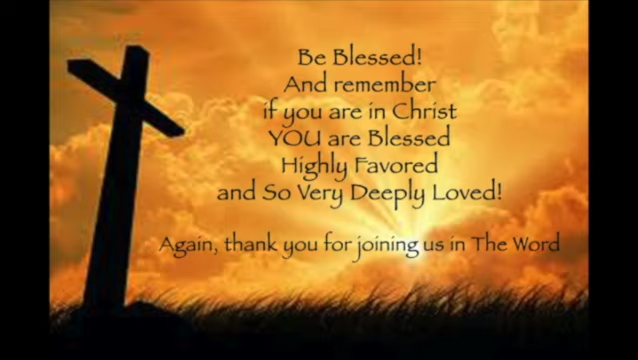 Be Blessed!
And remember
if you are in Christ
YOU are Blessed
Highly Favored
and So Very Deeply Loved!
Again, thank you for joining us in The Word